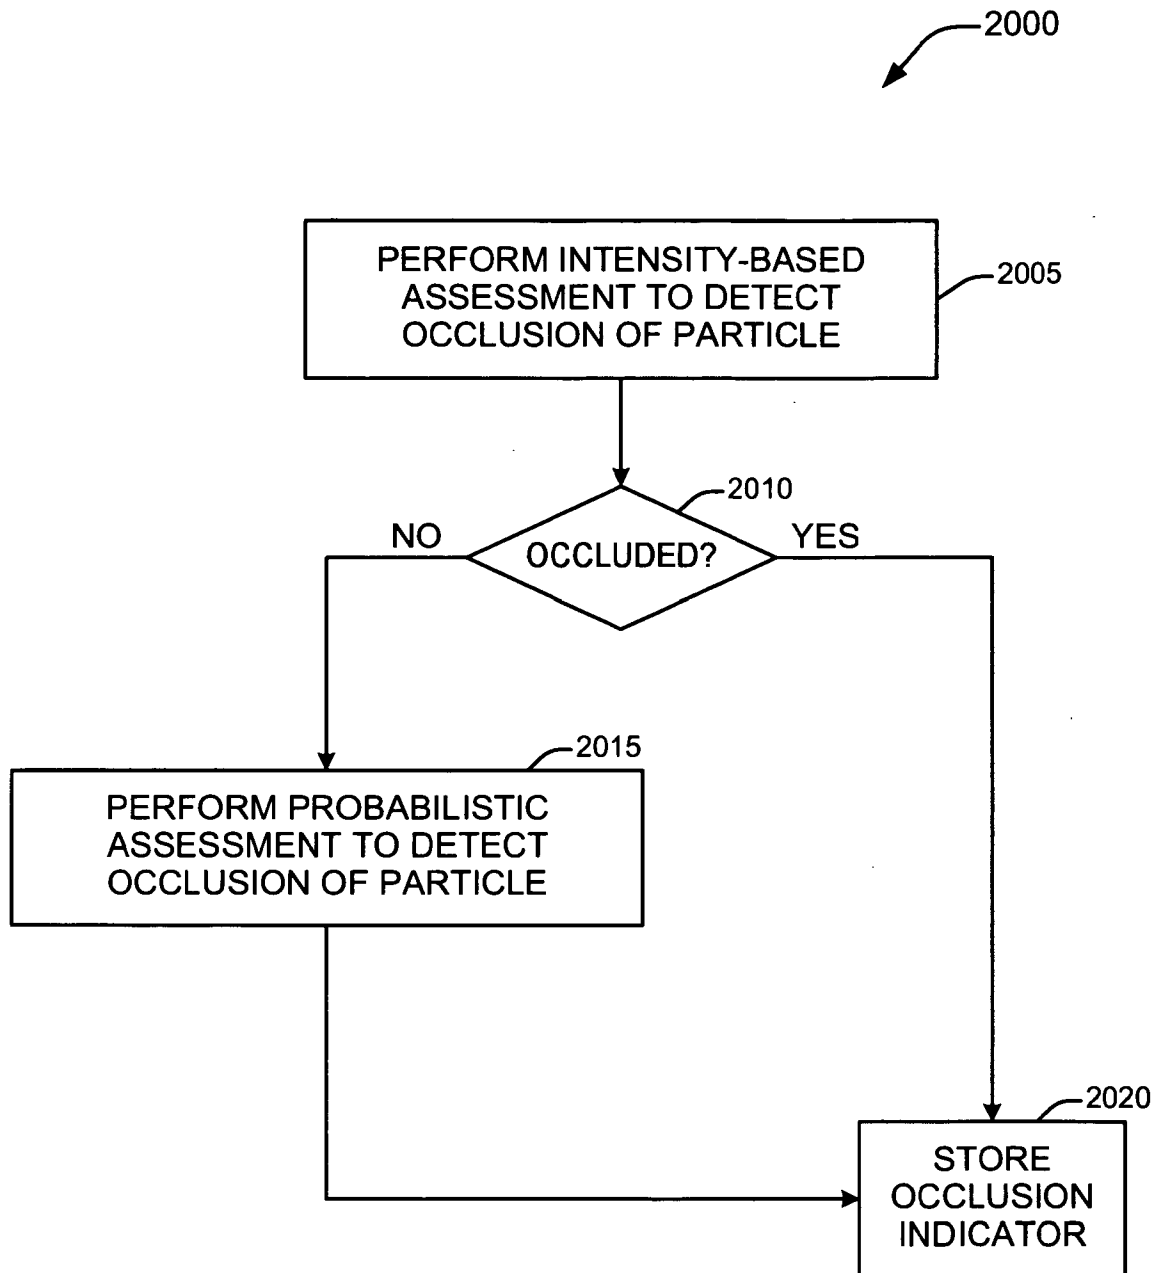 2000
PERFORM INTENSITY-BASED
ASSESSMENT TO DETECT
OCCLUSION OF PARTICLE
2005
2010
NO
OCCLUDED?
YES
2015
PERFORM PROBABILISTIC
ASSESSMENT TO DETECT
OCCLUSION OF PARTICLE
2020
STORE
OCCLUSION
INDICATOR